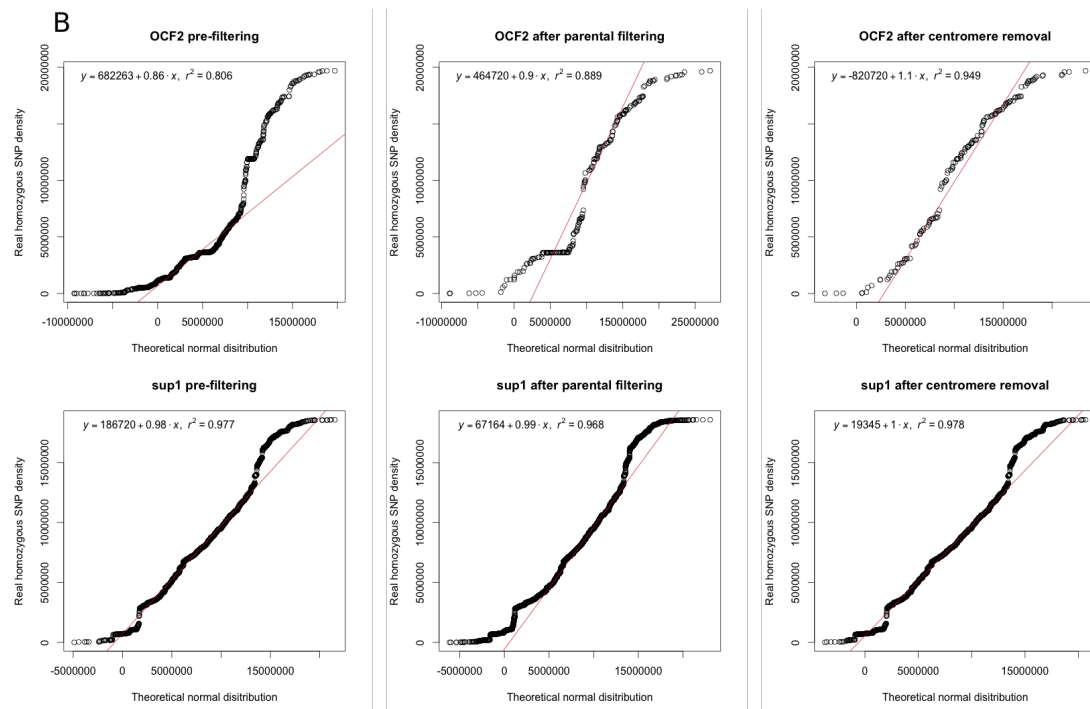 B
OCF2 pre-filtering
y = 682263 + 0.86 · x, r² = 0.806
Real homozygous SNP density
0
5000000
10000000
20000000
-10000000 0 5000000 15000000
Theoretical normal disitribution
OCF2 after parental filtering
y = 464720 + 0.9 · x, r² = 0.889
Real homozygous SNP density
0
5000000
10000000
20000000
-10000000 0 5000000 15000000 25000000
Theoretical normal disitribution
OCF2 after centromere removal
y = -820720 + 1.1 · x, r² = 0.949
Real homozygous SNP density
0
5000000
10000000
20000000
0 5000000 15000000
Theoretical normal disitribution
sup1 pre-filtering
y = 186720 + 0.98 · x, r² = 0.977
Real homozygous SNP density
0
5000000
10000000
15000000
-5000000 0 5000000 15000000
Theoretical normal distribution
sup1 after parental filtering
y = 67164 + 0.99 · x, r² = 0.968
Real homozygous SNP density
0
5000000
10000000
15000000
-5000000 0 5000000 15000000
Theoretical normal distribution
sup1 after centromere removal
y = 19345 + 1 · x, r² = 0.978
Real homozygous SNP density
0
5000000
10000000
15000000
-5000000 0 5000000 15000000
Theoretical normal distribution